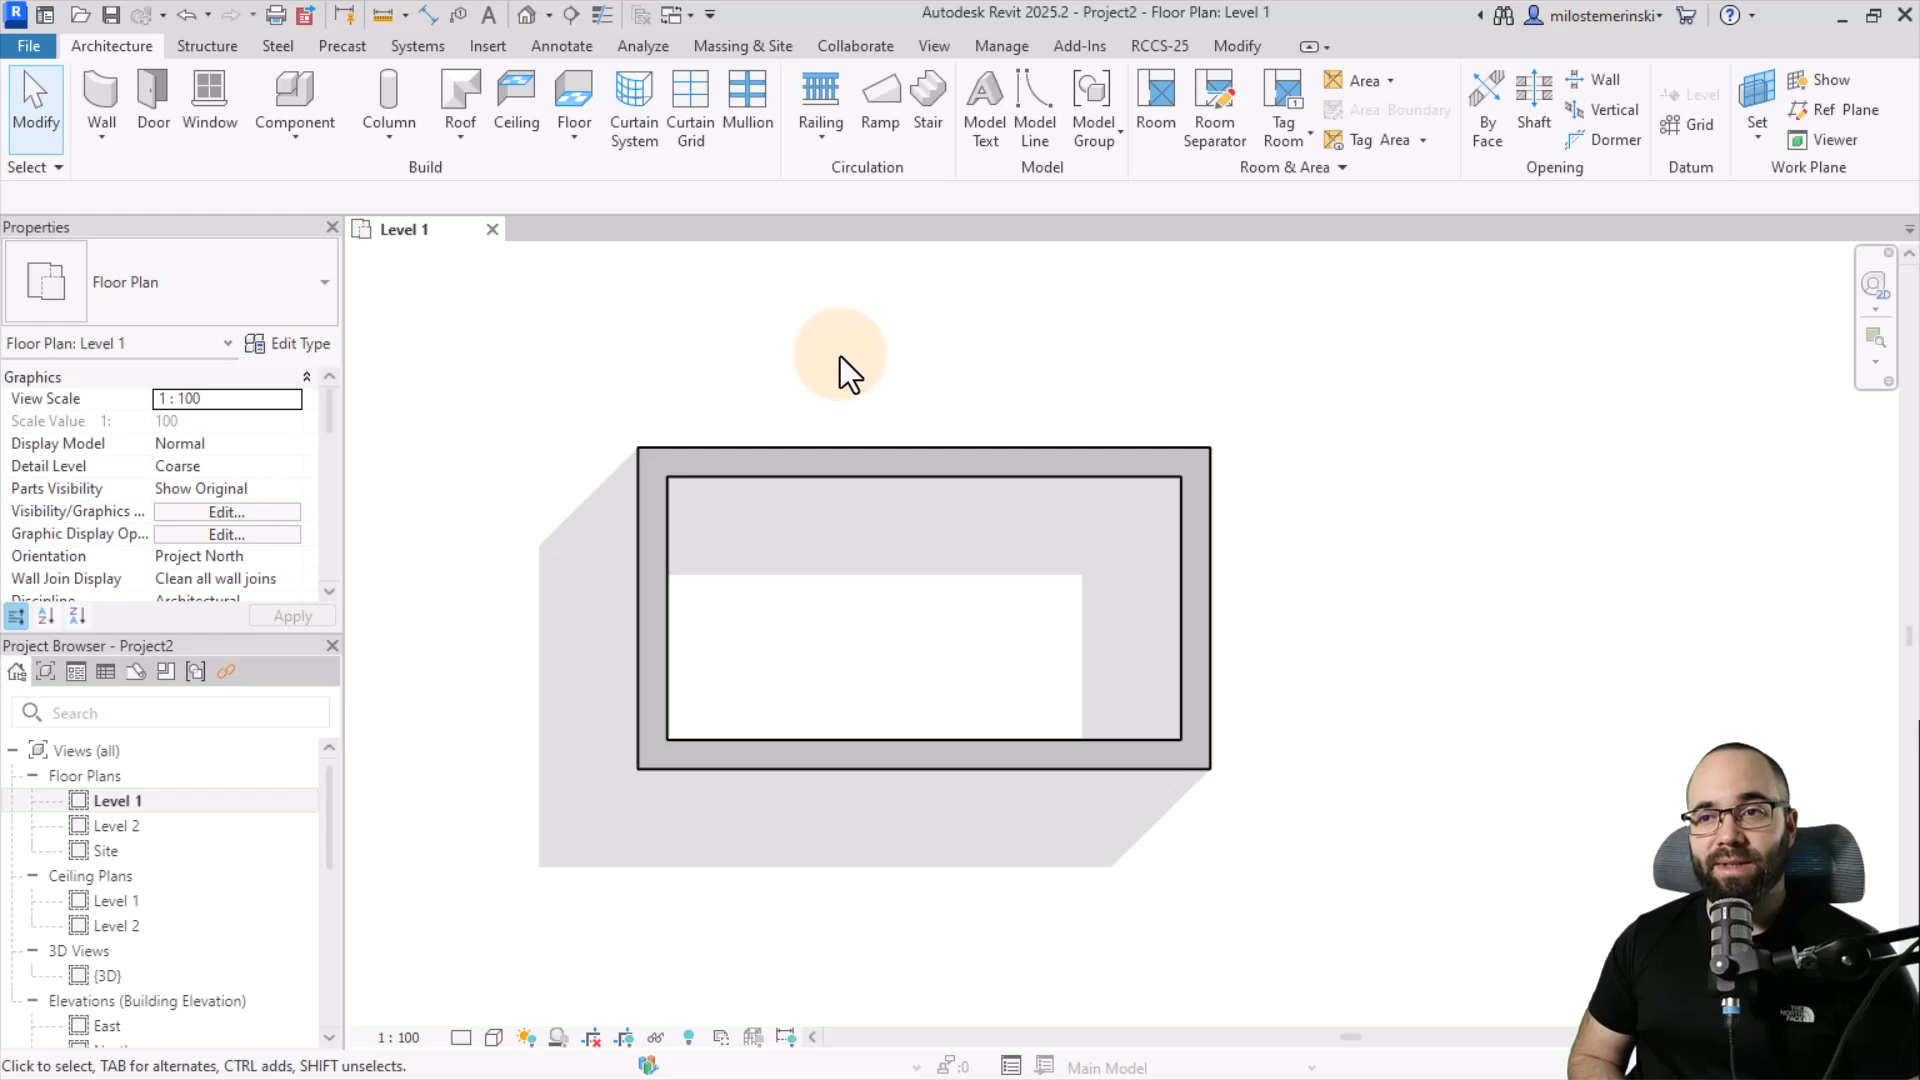 Autodesk Revit 2025.2 - Project2 - Floor Plan: Level 1
milostemerinski
File Architecture Structure Steel Precast Systems Insert Annotate Analyze Massing & Site Collaborate View Manage Add-Ins RCCS-25 Modify
Modify
Wall
Door
Window
Component
Column
Roof
Ceiling
Floor
Curtain
System
Curtain
Grid
Mullion
Railing
Ramp
Stair
Model
Text
Model
Line
Model
Group
Room
Room
Separator
Tag
Room
Area
Area Boundary
Tag Area
By
Face
Shaft
Wall
Vertical
Dormer
Level
Grid
Set
Show
Ref Plane
Viewer
Select Build Circulation Model Room & Area Opening Datum Work Plane
Properties
Level 1
Floor Plan
Floor Plan: Level 1 Edit Type
Graphics
View Scale 1 : 100
Scale Value 1: 100
Display Model Normal
Detail Level Coarse
Parts Visibility Show Original
Visibility/Graphics ... Edit...
Graphic Display Op... Edit...
Orientation Project North
Wall Join Display Clean all wall joins
Discipline Architectural
Apply
Project Browser - Project2
Search
Views (all)
Floor Plans
Level 1
Level 2
Site
Ceiling Plans
Level 1
Level 2
3D Views
{3D}
Elevations (Building Elevation)
East
1 : 100
Click to select, TAB for alternates, CTRL adds, SHIFT unselects.
:0
Main Model
2D
THE
NORTH
FACE